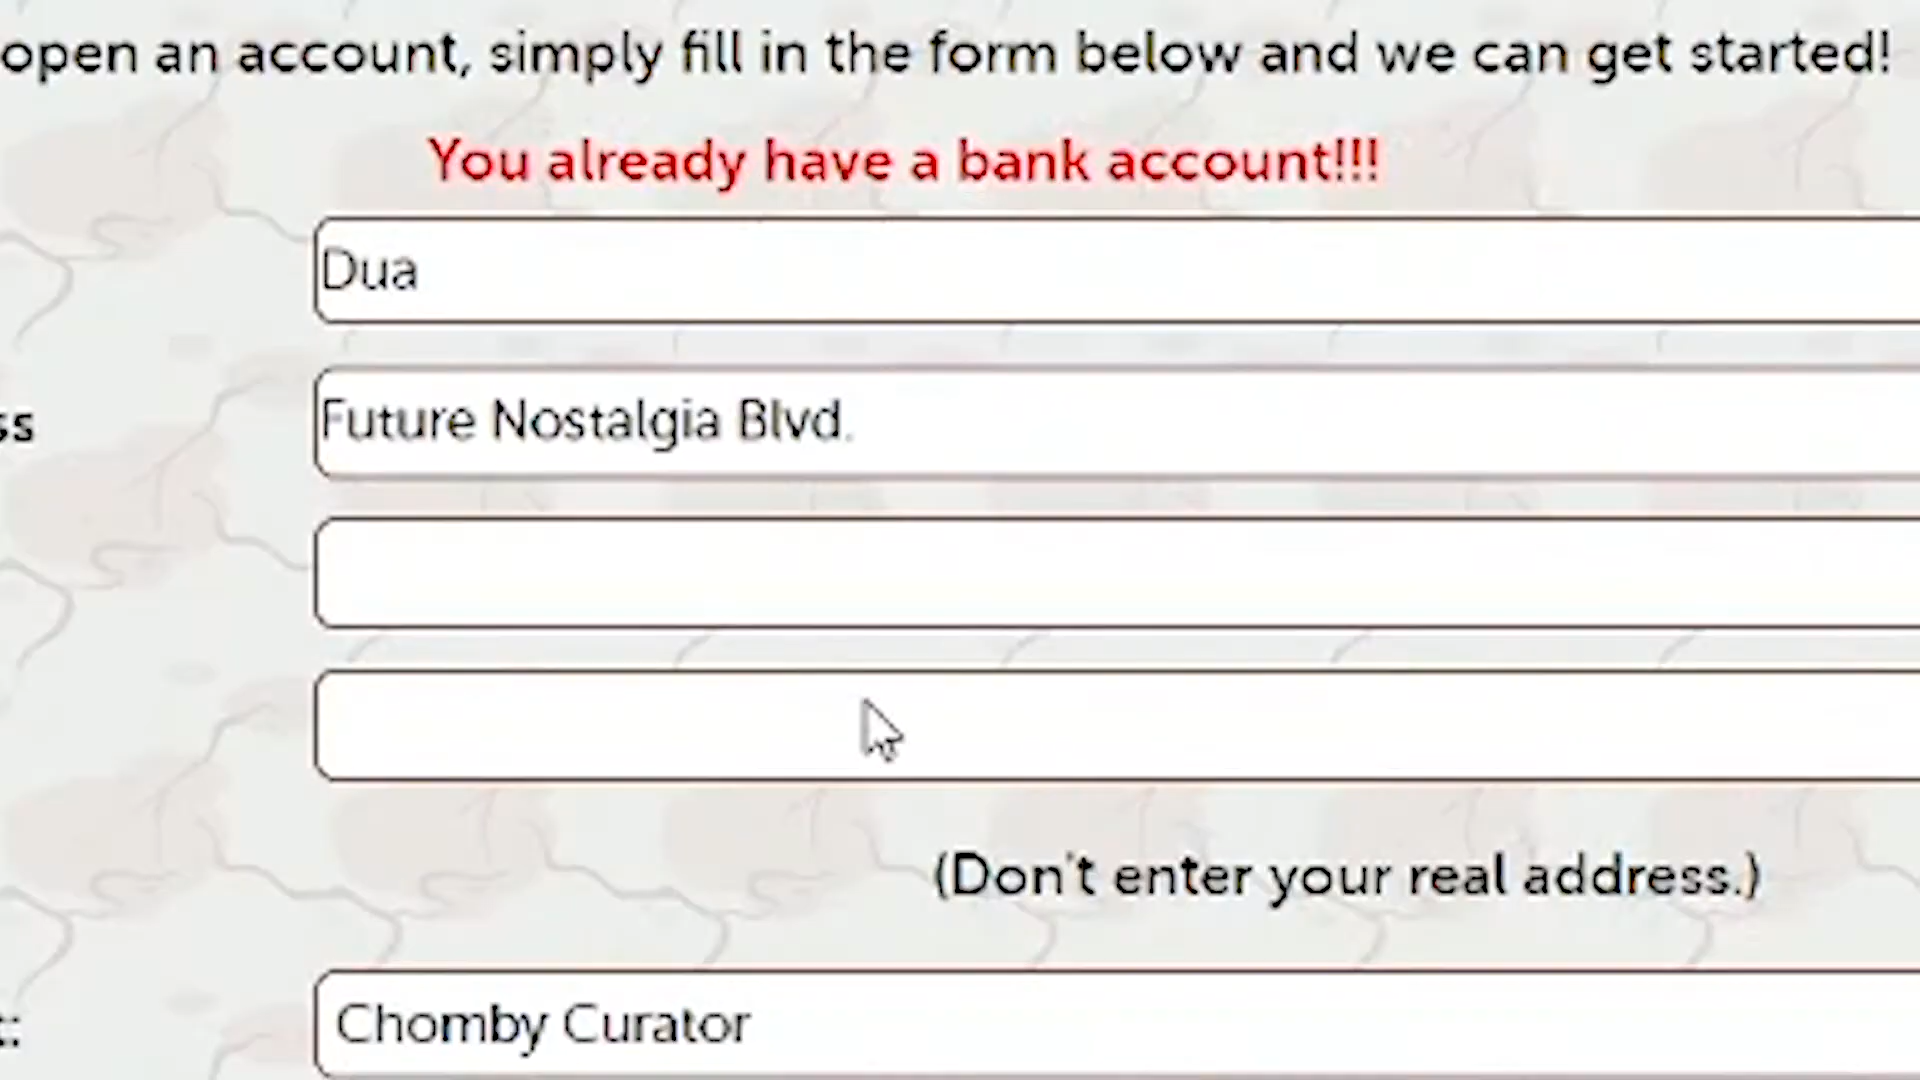 open an account, simply fill in the form below and we can get started!
You already have a bank account!!!
Dua
ss
Future Nostalgia Blvd.
(Don't enter your real address.)
t:
Chomby Curator